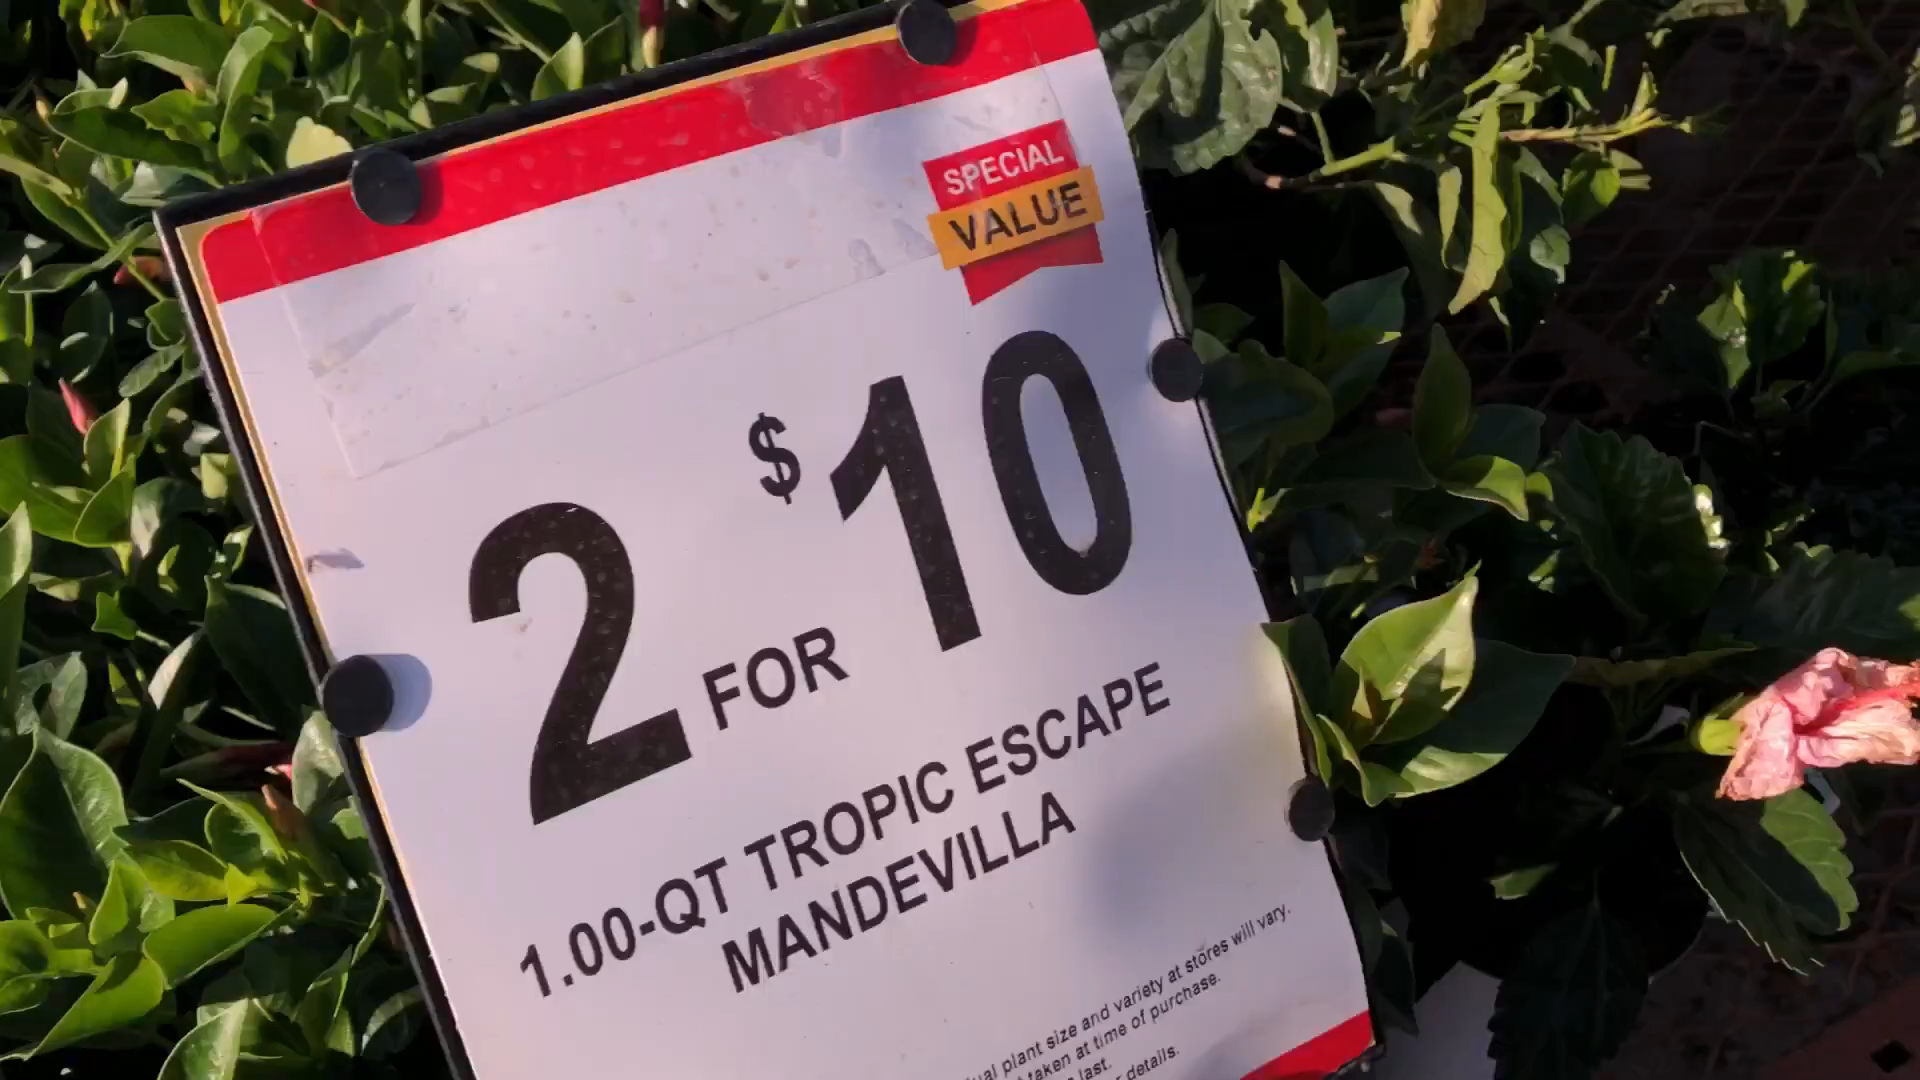 SPECIAL
VALUE
2 FOR $10
1.00-QT TROPIC ESCAPE
MANDEVILLA
plant size and variety at stores will vary.
taken at time of purchase.
last.
details.